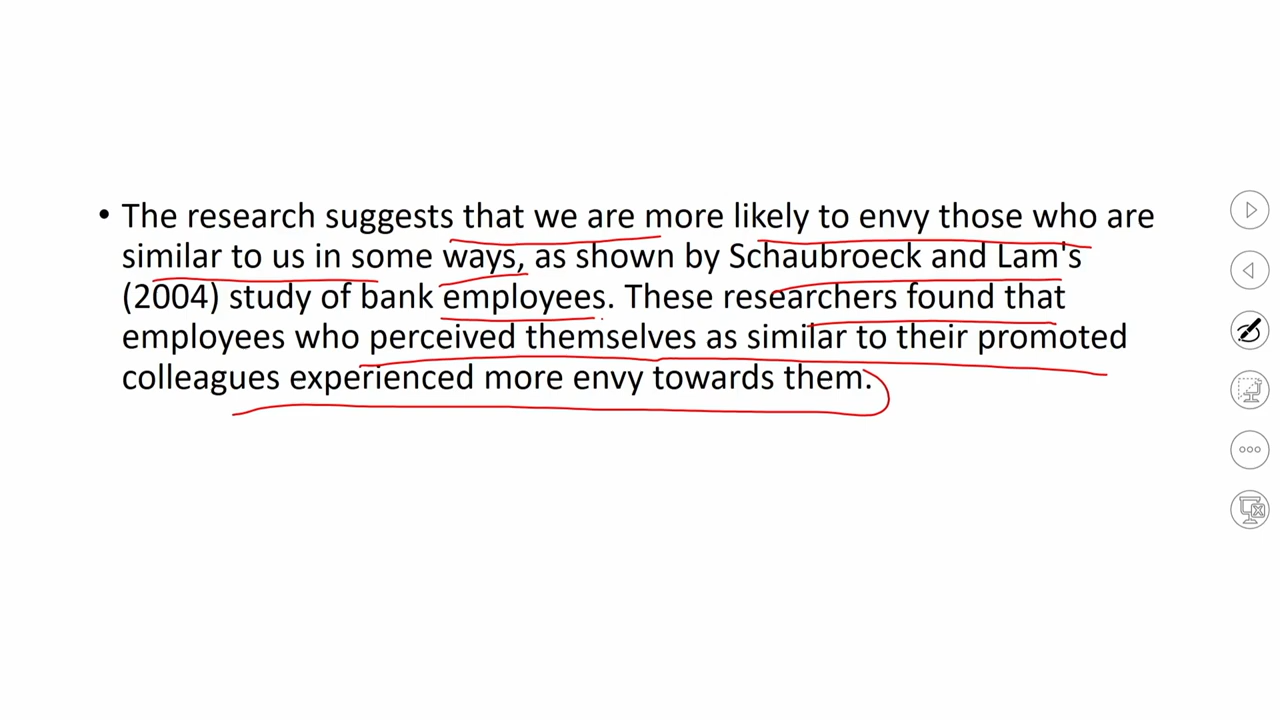 • The research suggests that we are more likely to envy those who are
similar to us in some ways, as shown by Schaubroeck and Lam's
(2004) study of bank employees. These researchers found that
employees who perceived themselves as similar to their promoted
colleagues experienced more envy towards them.